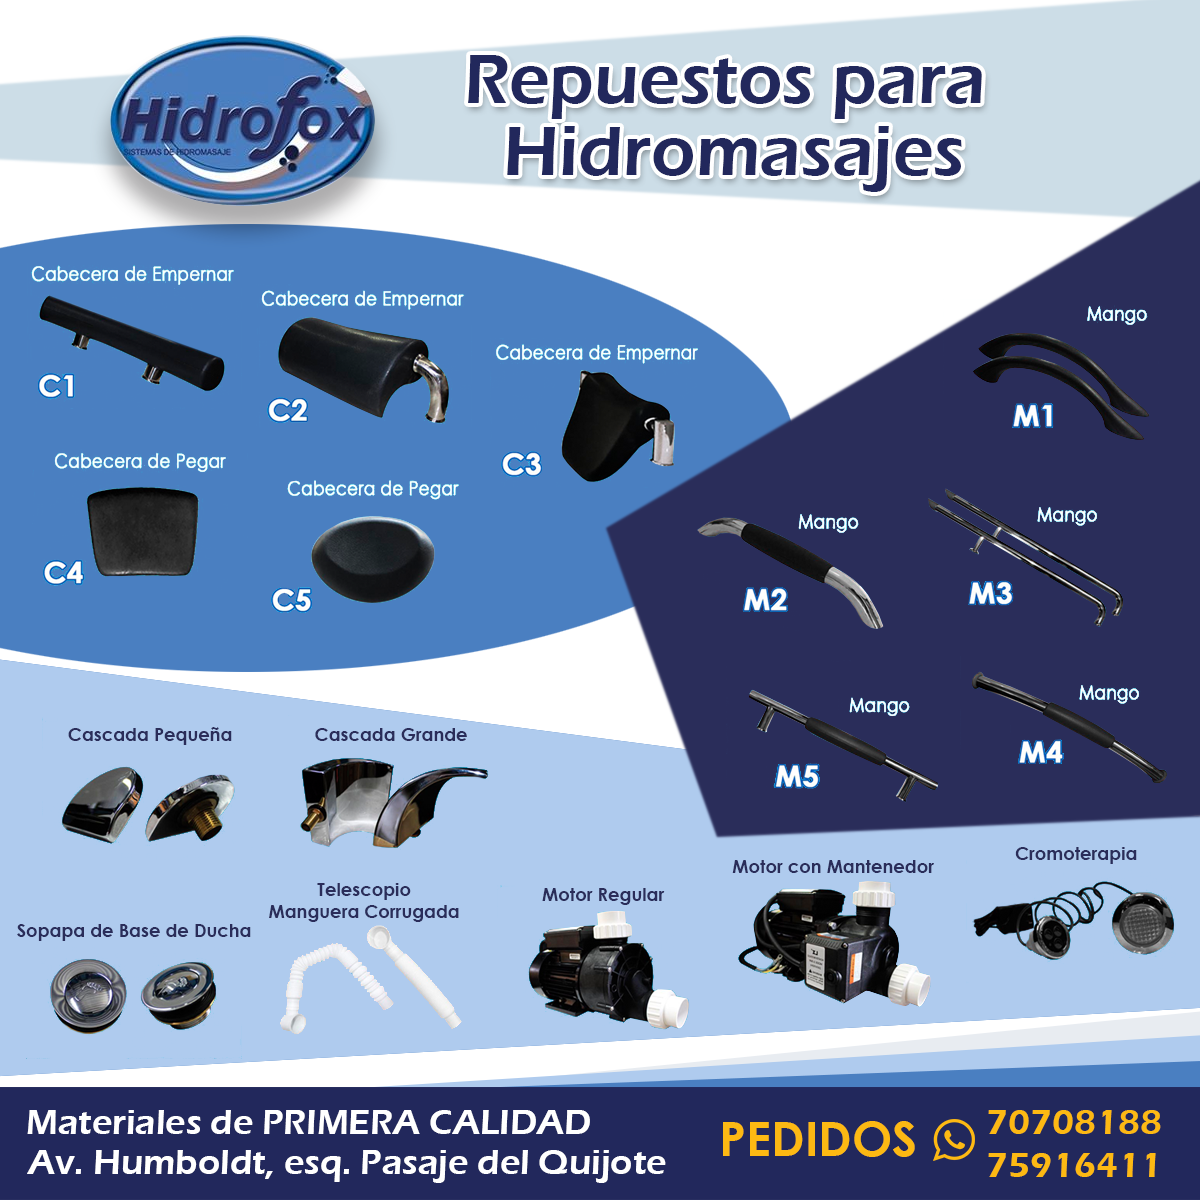 Hidrofox
SISTEMAS DE HIDROMASAJE
Repuestos para
Hidromasajes
Cabecera de Empernar
C1
Cabecera de Empernar
C2
Cabecera de Empernar
C3
Cabecera de Pegar
C4
Cabecera de Pegar
C5
Mango
M1
Mango
M2
Mango
M3
Mango
M4
Mango
M5
Cascada Pequeña
Cascada Grande
Sopapa de Base de Ducha
Telescopio
Manguera Corrugada
Motor Regular
Motor con Mantenedor
Cromoterapia
Materiales de PRIMERA CALIDAD
Av. Humboldt, esq. Pasaje del Quijote
PEDIDOS
70708188
75916411